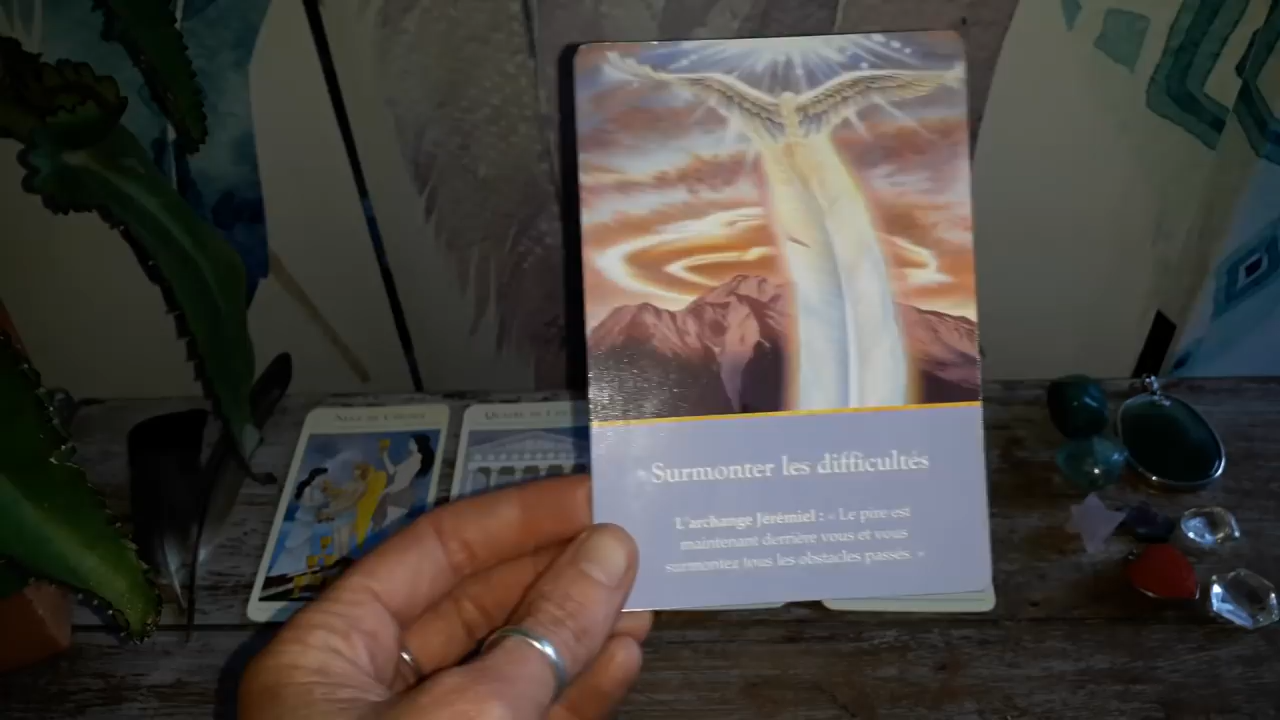 Surmonter les difficultés
L'archange Jérémiel : « Le pire est
maintenant derrière vous et vous
surmontez tous les obstacles passés. »